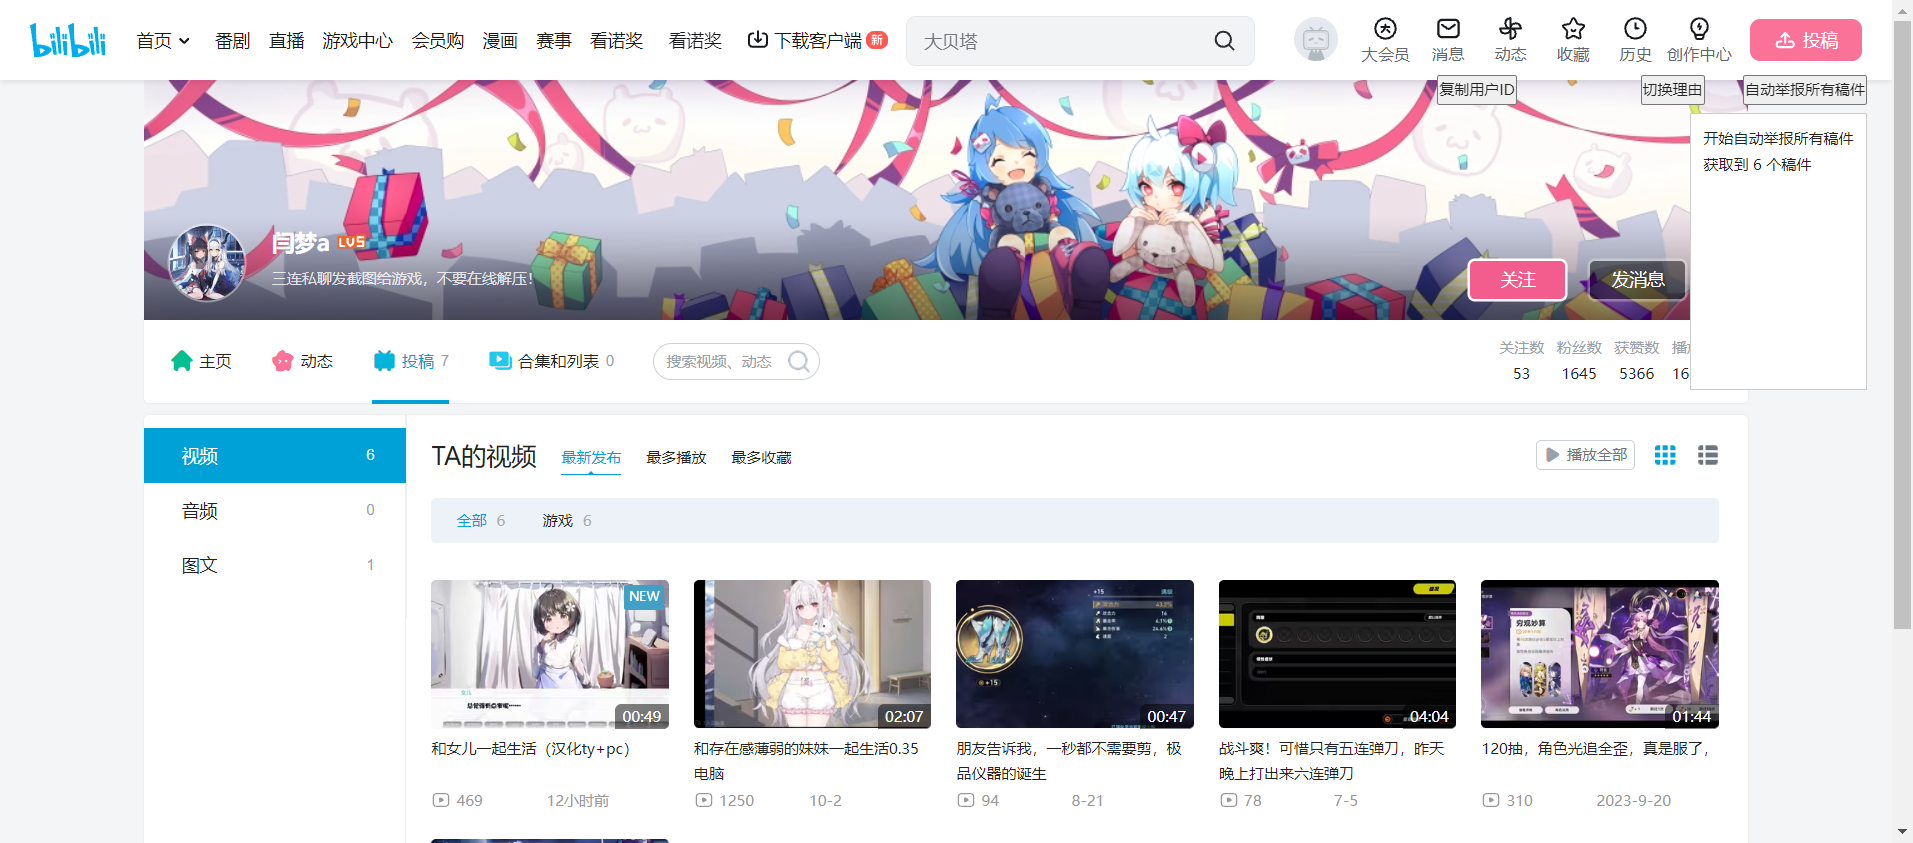 bilibili 首页 番剧 直播 游戏中心 会员购 漫画 赛事 看诺奖 看诺奖 下载客户端 新 大贝塔 大会员 消息 动态 收藏 历史 创作中心 投稿
复制用户ID 切换理由 自动举报所有稿件
开始自动举报所有稿件
获取到 6 个稿件
闫梦a LV5
三连私聊发截图给游戏，不要在线解压！
关注 发消息
主页 动态 投稿 7 合集和列表 0 搜索视频、动态
关注数 粉丝数 获赞数
53 1645 5366
视频 6
音频 0
图文 1
TA的视频 最新发布 最多播放 最多收藏 播放全部
全部 6 游戏 6
NEW
00:49 02:07 00:47 04:04 01:44
穷观妙算
和女儿一起生活（汉化ty+pc）
469 12小时前
和存在感薄弱的妹妹一起生活0.35
电脑
1250 10-2
朋友告诉我，一秒都不需要剪，极
品仪器的诞生
94 8-21
战斗爽！可惜只有五连弹刀，昨天
晚上打出来六连弹刀
78 7-5
120抽，角色光追全歪，真是服了，
310 2023-9-20